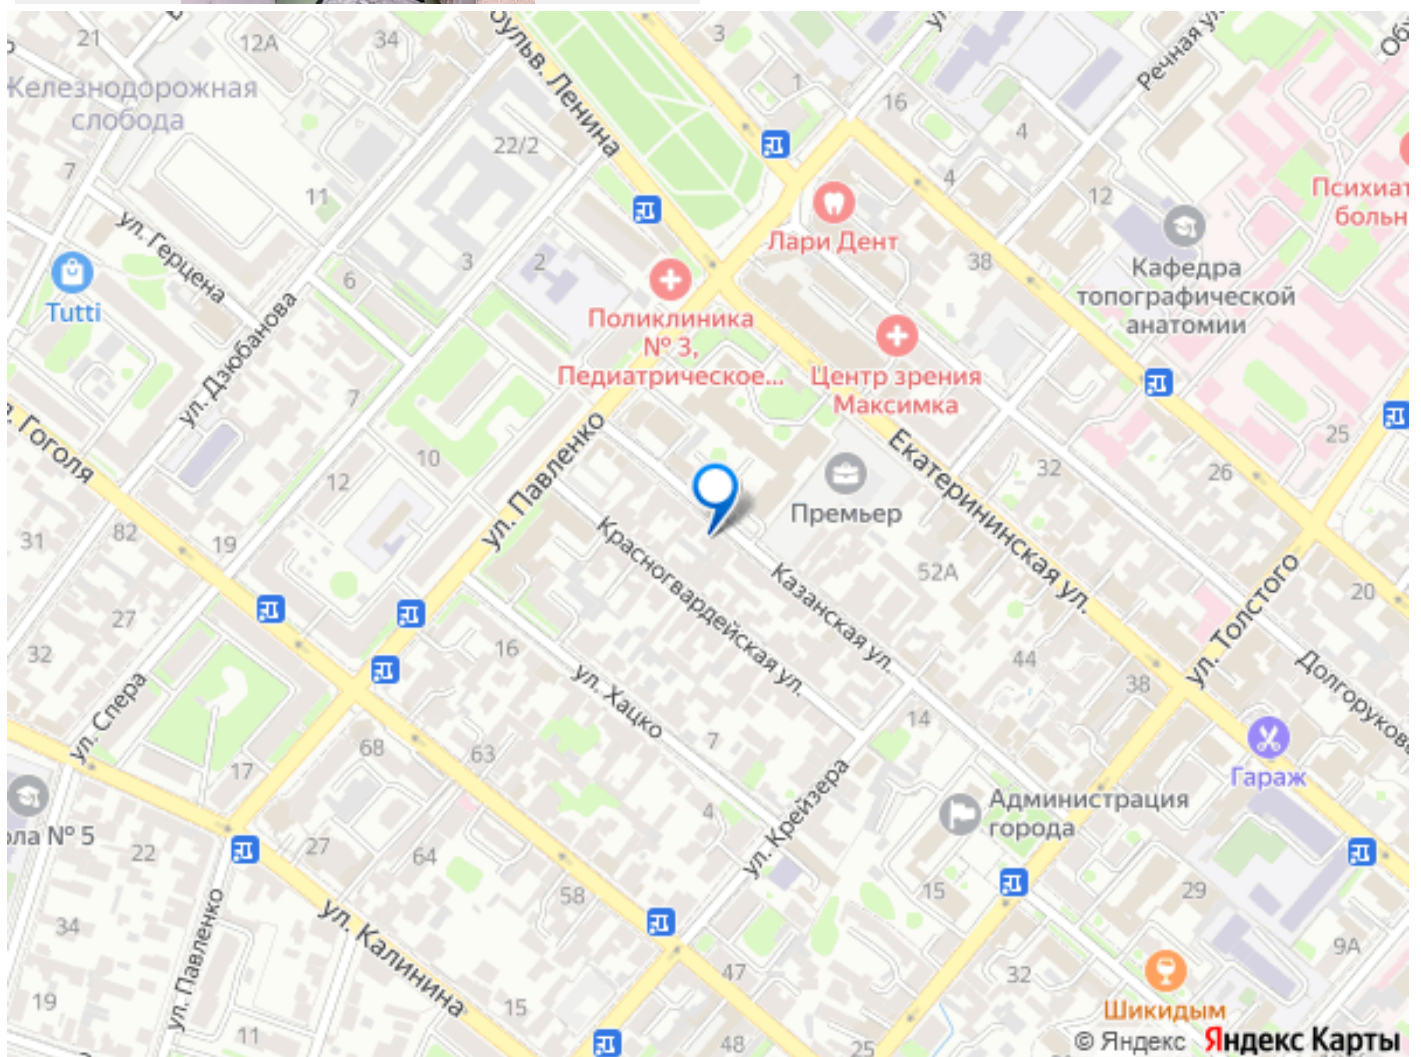 21
12А
34
бульв. Ленина
3
1
Речная ул.
Железнодорожная
слобода
16
4
22/2
7
11
4
12
Лари Дент
38
Кафедра
топографической
анатомии
ул. Герцена
3
2
6
Tutti
Поликлиника
№ 3,
Педиатрическое...
Центр зрения
Максимка
ул. Дзюбанова
7
Гоголя
10
12
ул. Павленко
25
26
32
Екатерининская ул.
Премьер
31
82
19
Красногвардейская ул.
Казанская ул.
52А
20
27
32
16
44
38
ул. Толстого
Долгоруковс
ул. Спера
ул. Хацко
7
14
68
63
17
Гараж
4
ул. Крейзера
Администрация
города
№ 5
22
27
64
58
15
29
34
ул. Павленко
ул. Калинина
47
32
9А
19
15
Шикидым
11
48
25
© Яндекс Яндекс Карты